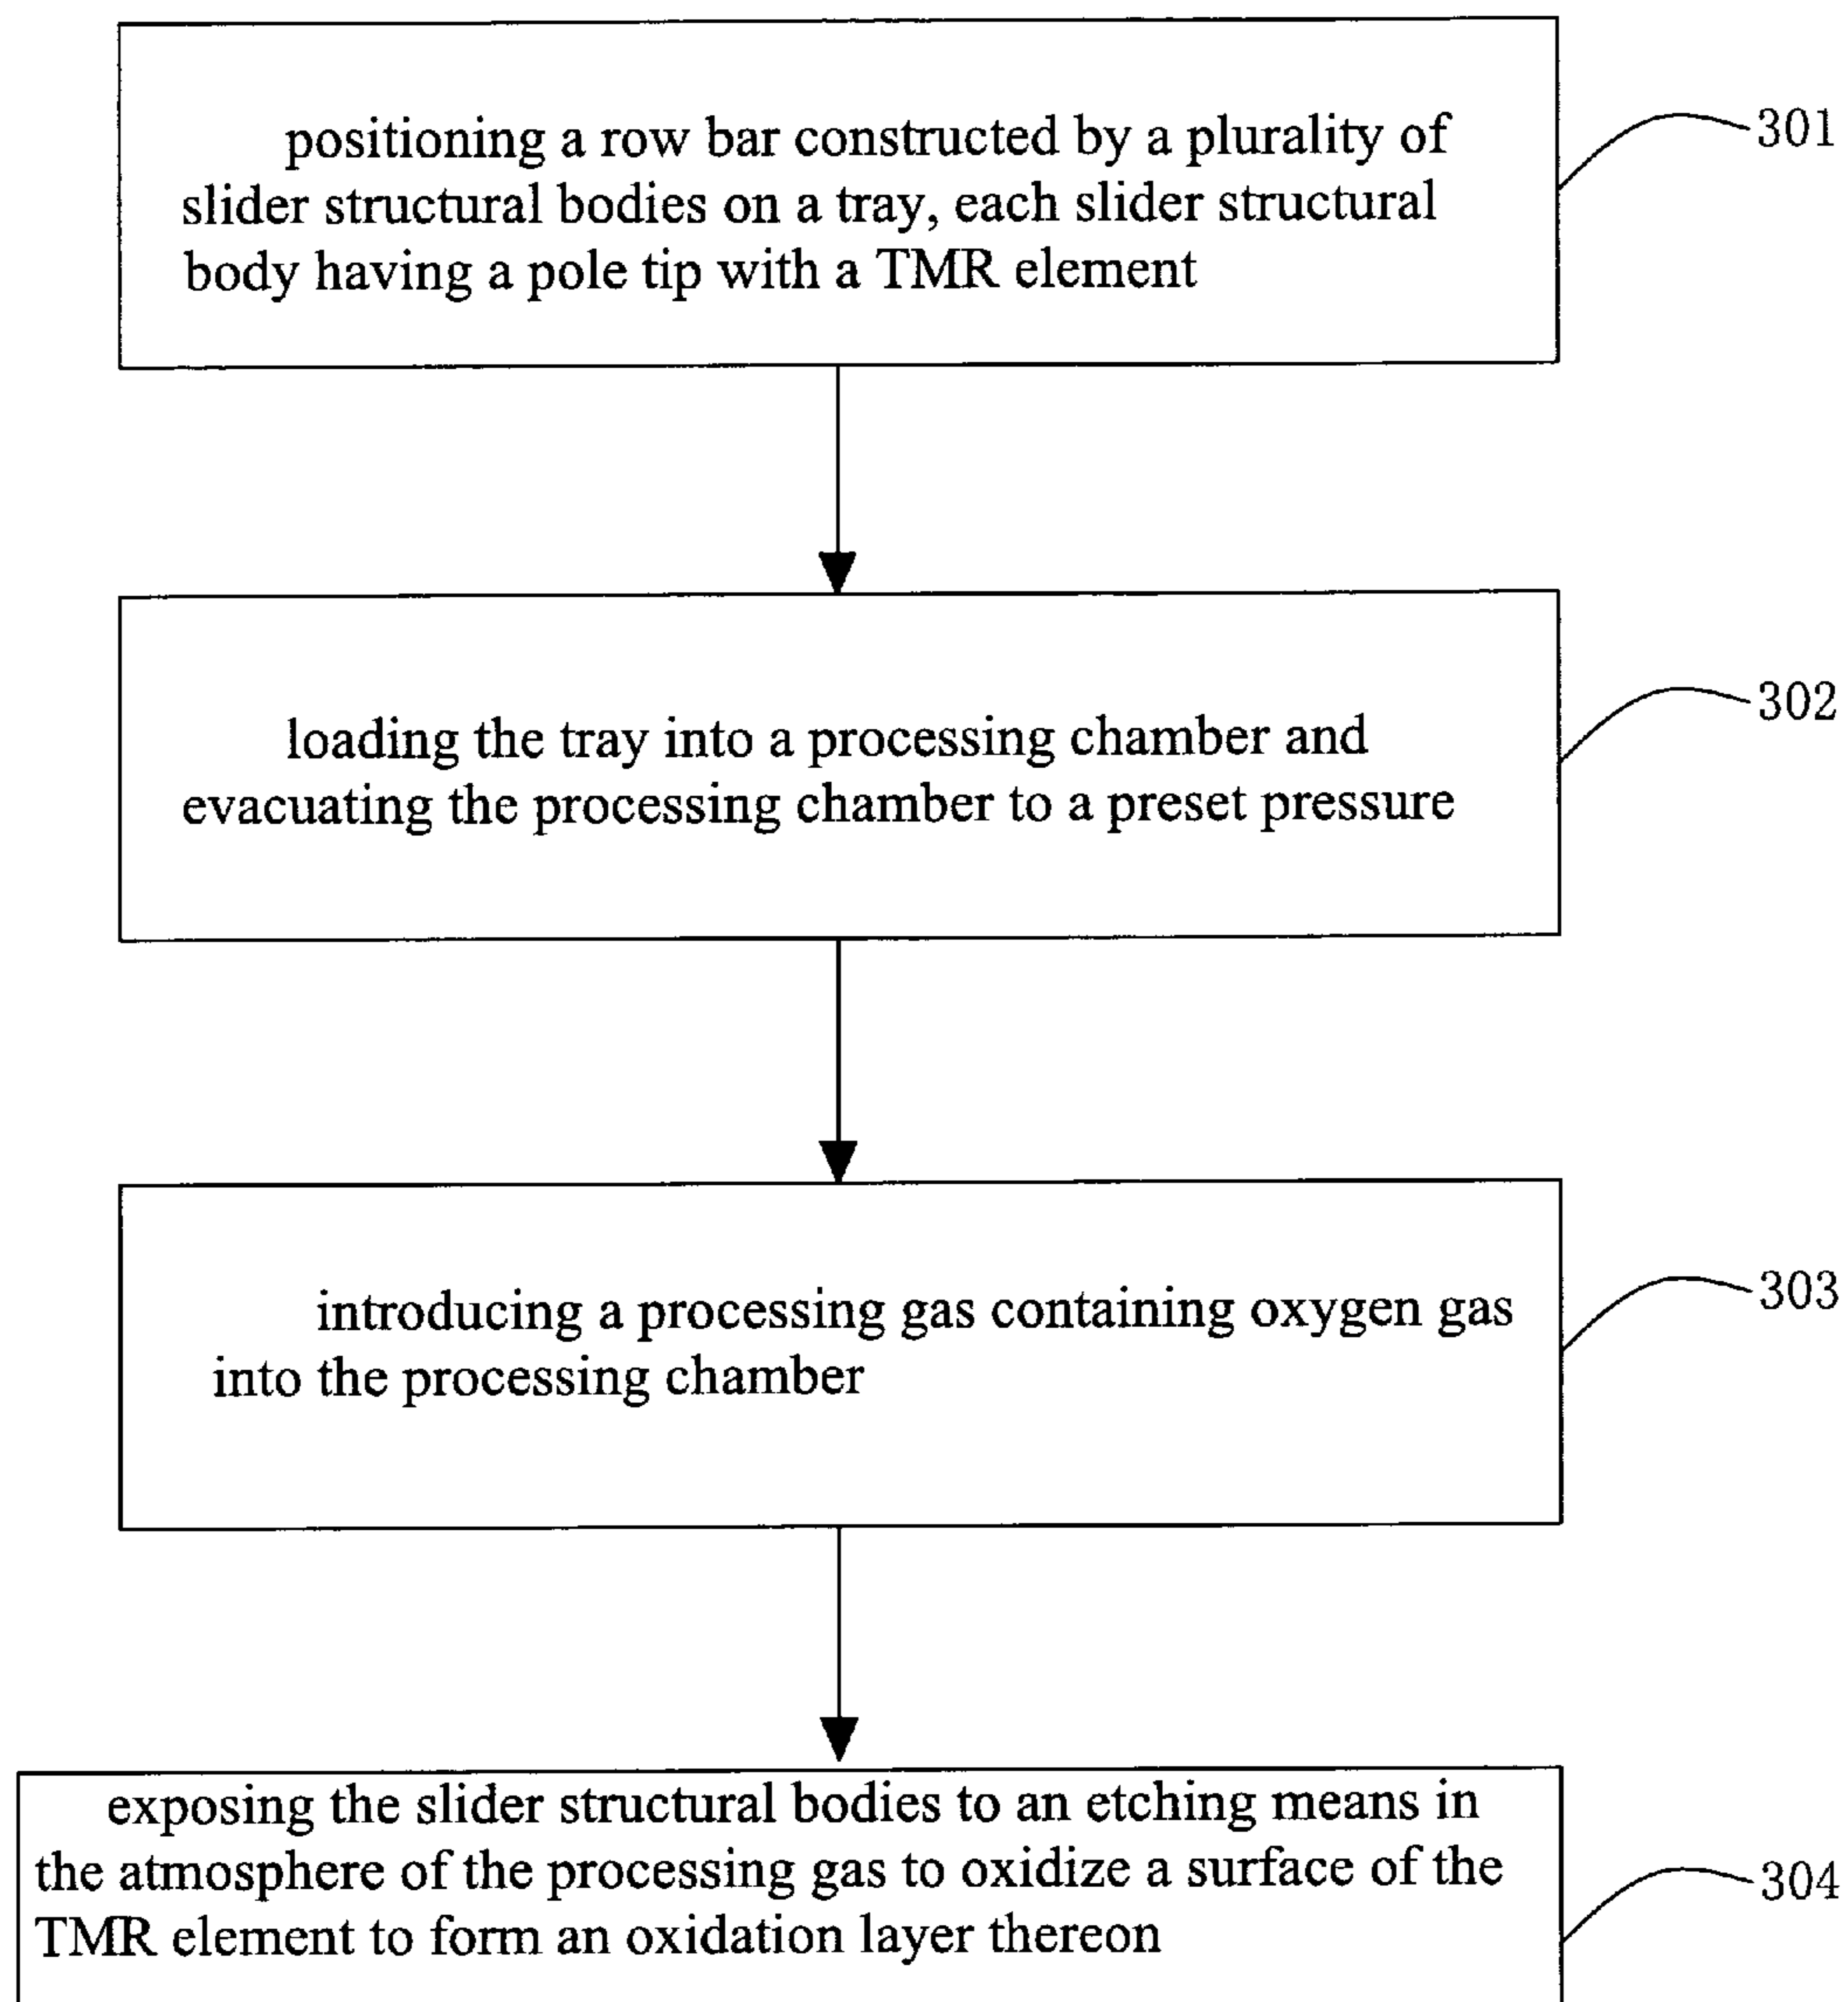 positioning a row bar constructed by a plurality of
slider structural bodies on a tray, each slider structural
body having a pole tip with a TMR element
301
loading the tray into a processing chamber and
evacuating the processing chamber to a preset pressure
302
introducing a processing gas containing oxygen gas
into the processing chamber
303
exposing the slider structural bodies to an etching means in
the atmosphere of the processing gas to oxidize a surface of the
TMR element to form an oxidation layer thereon
304